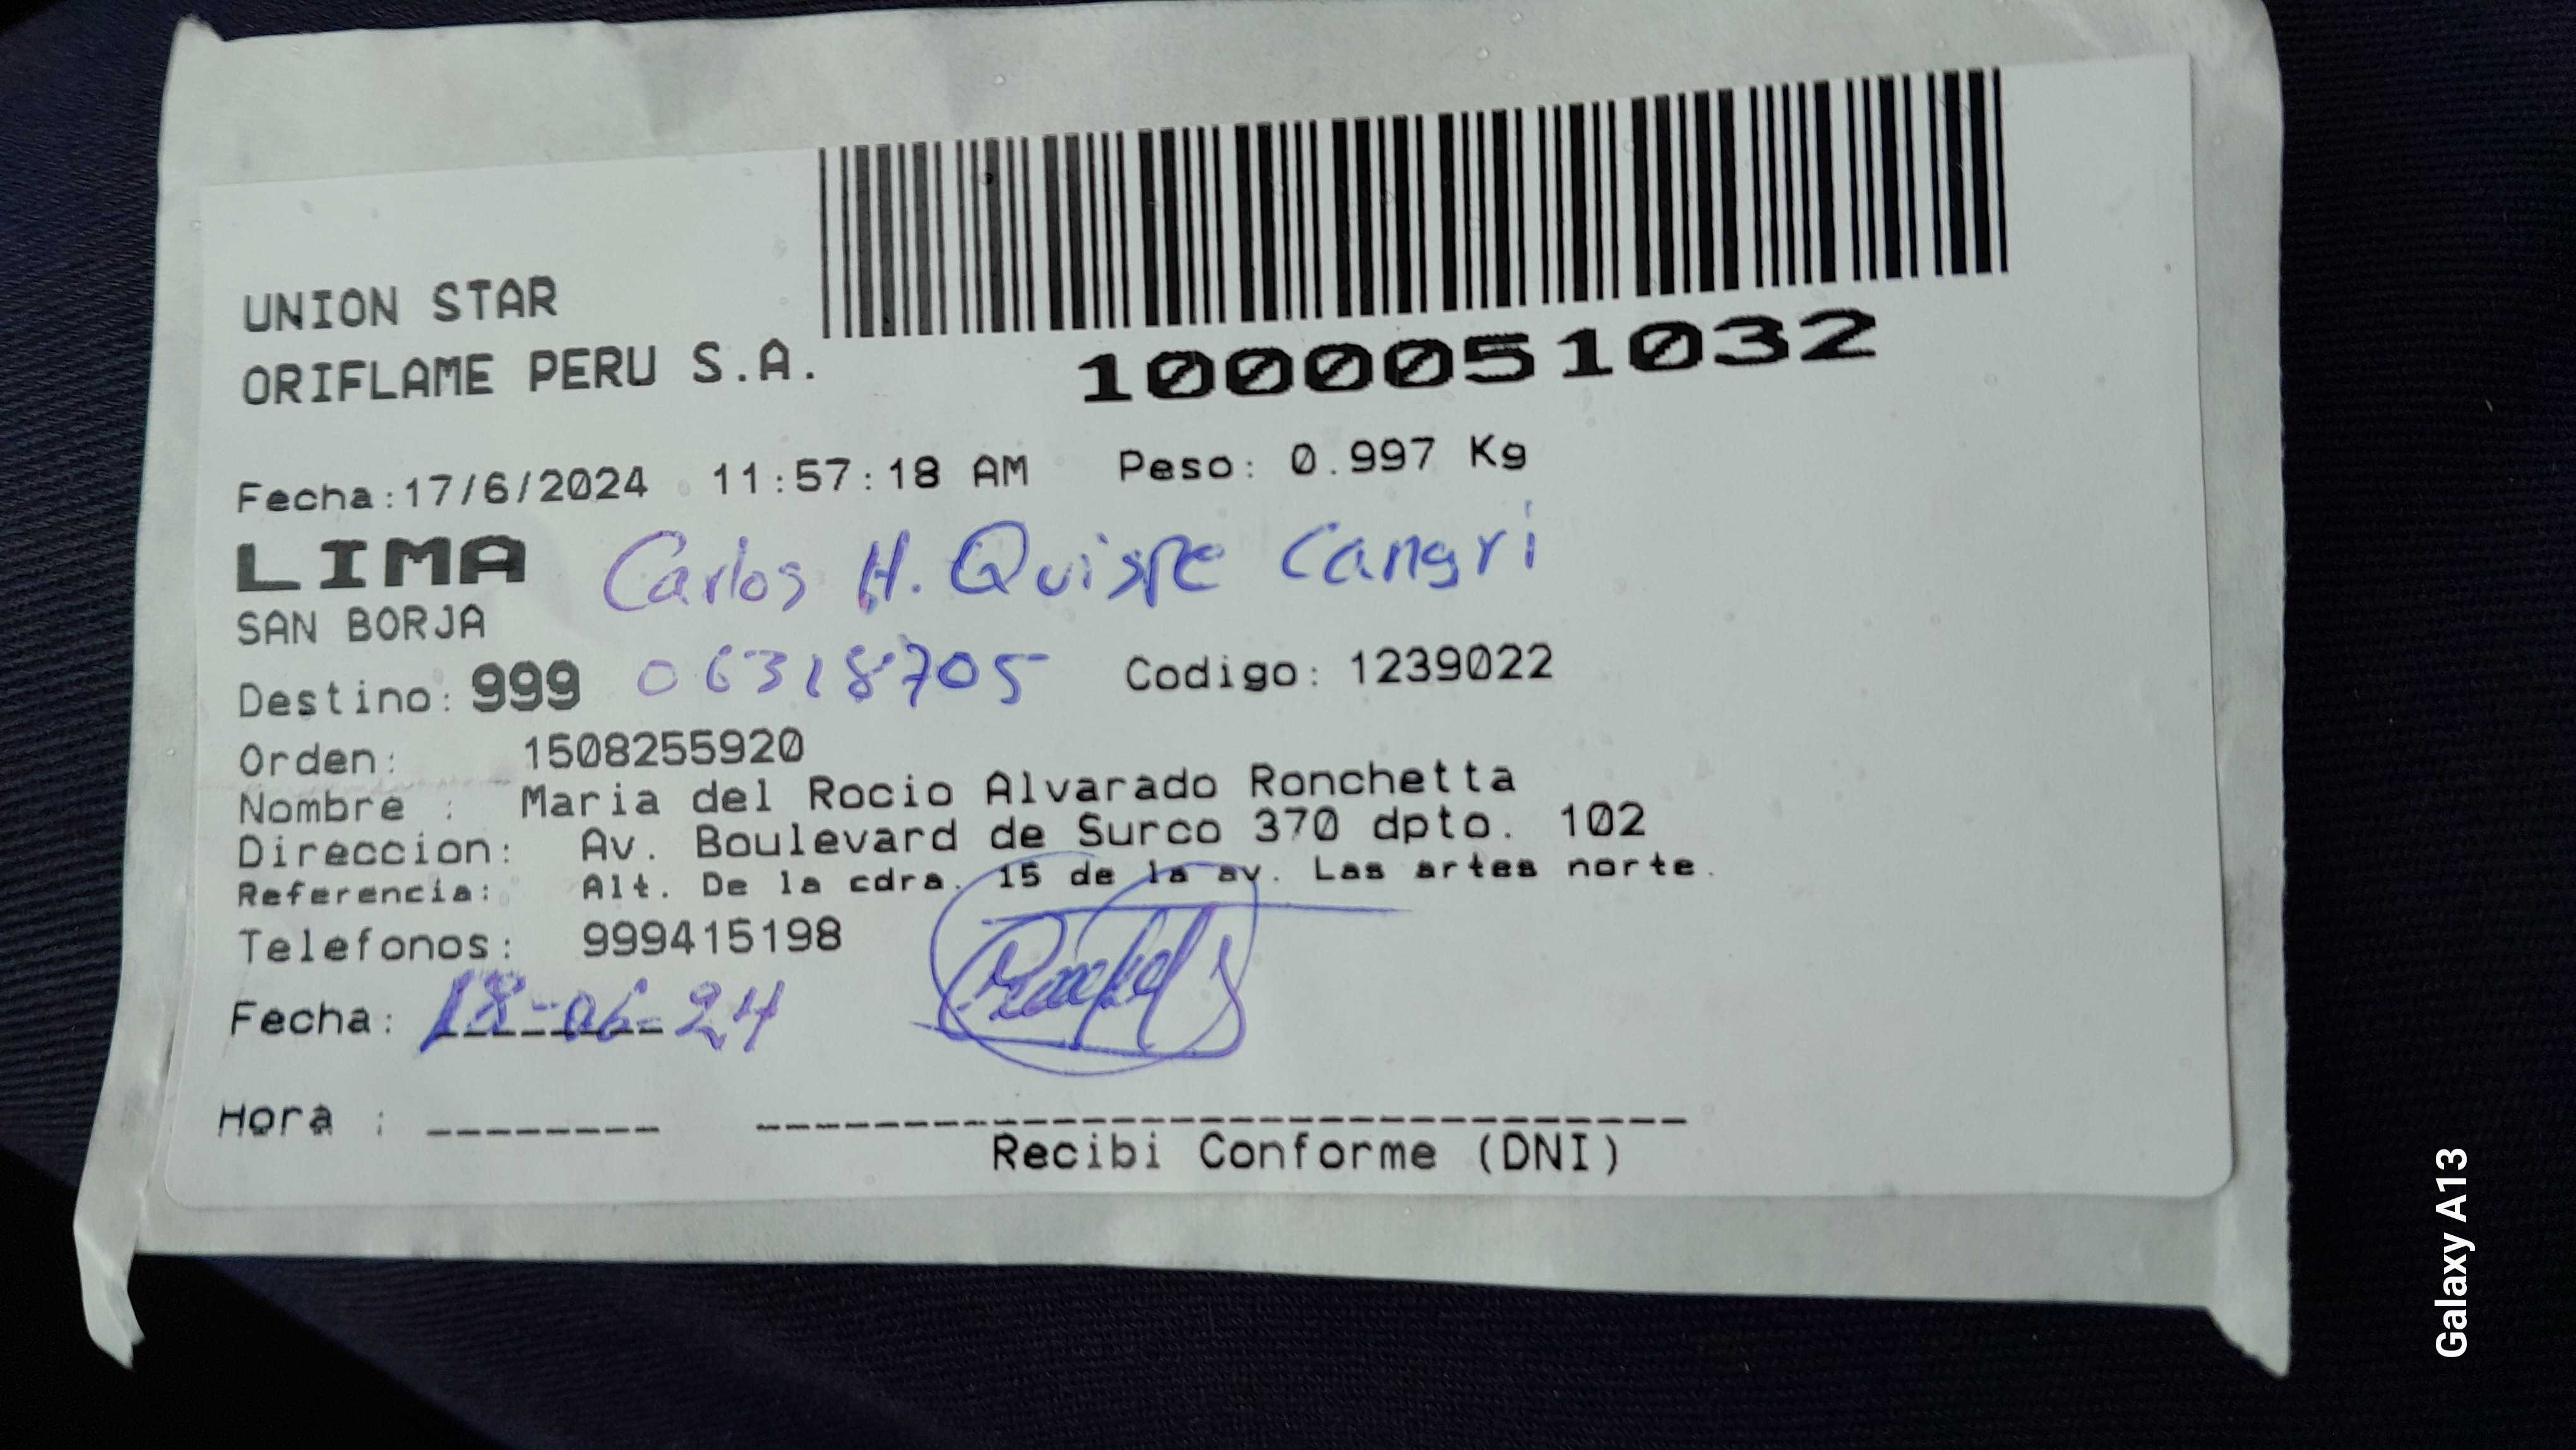 UNION STAR
ORIFLAME PERU S.A.
1000051032
Fecha:17/6/2024 11:57:18 AM Peso: 0.997 Kg
LIMA Carlos H. Quispe Cangri
SAN BORJA
Destino: 999 06318705 Codigo: 1239022
Orden: 1508255920
Nombre : Maria del Rocio Alvarado Ronchetta
Direccion: Av. Boulevard de Surco 370 dpto. 102
Referencia: Alt. De la cdra. 15 de la av. Las artes norte.
Telefonos: 999415198
Fecha: 18-06-24
Hora :
Recibi Conforme (DNI)
Galaxy A13